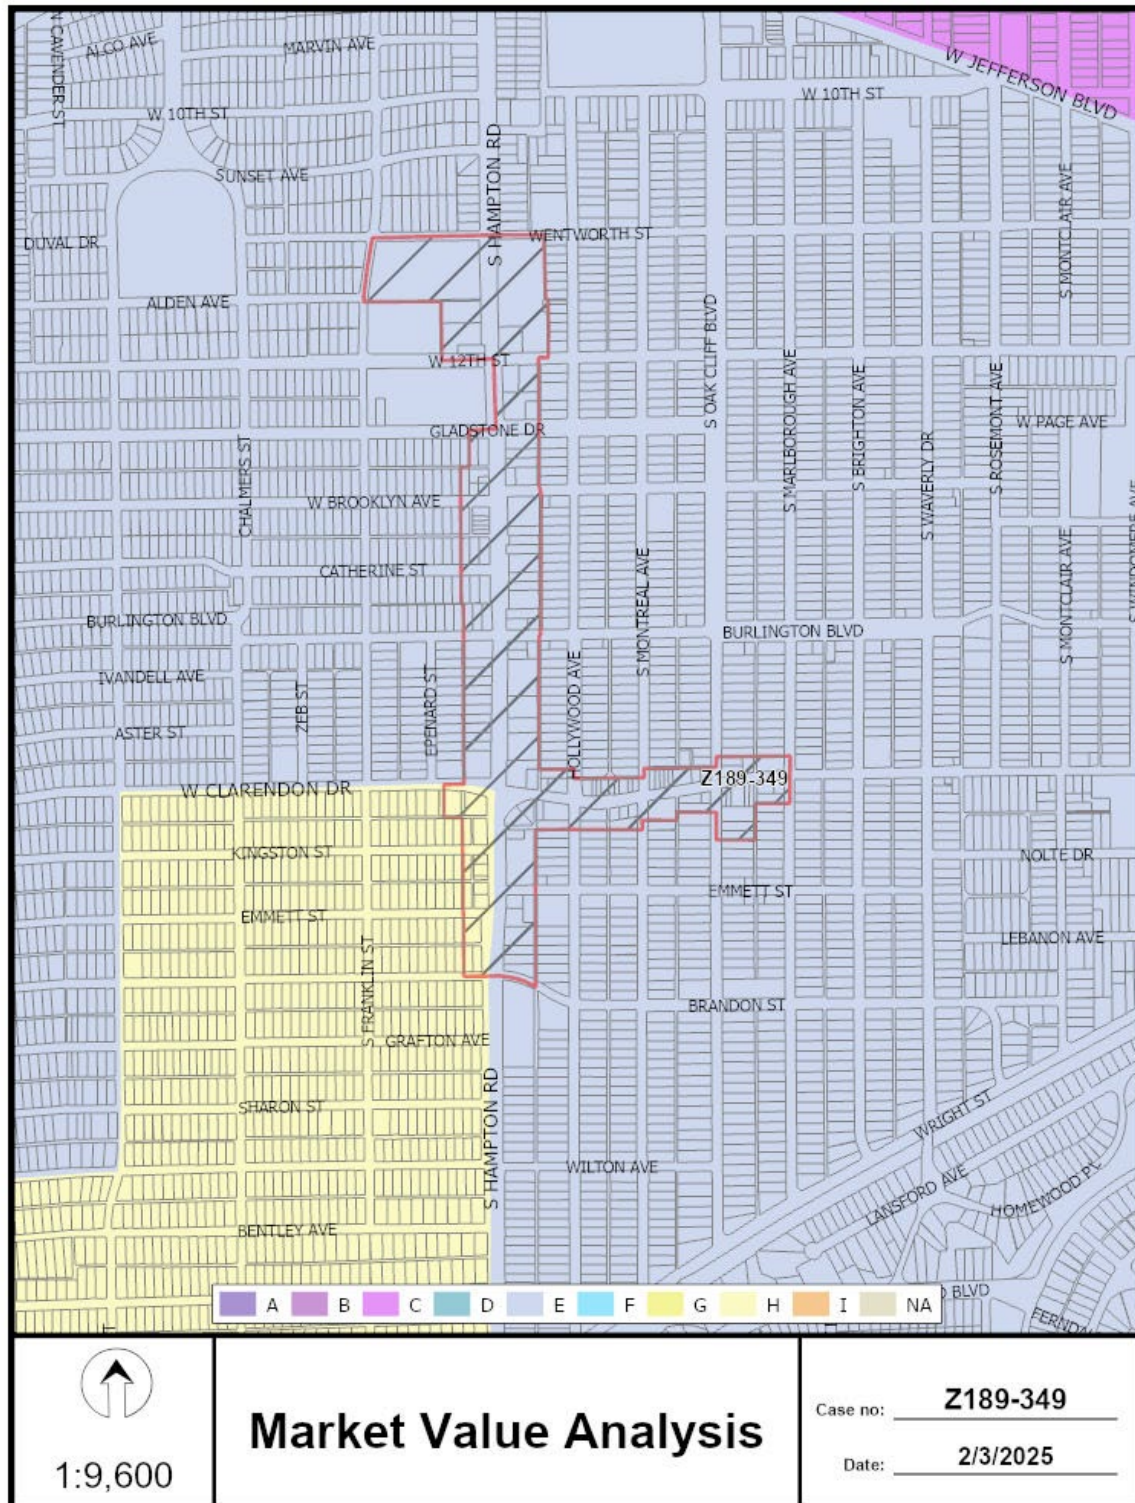 N CAVENDER ST
ALCO AVE
MARVIN AVE
W JEFFERSON BLVD
W 10TH ST
W 10TH ST
S HAMPTON RD
SUNSET AVE
S MONTCLAIR AVE
DUVAL DR
WENTWORTH ST
ALDEN AVE
S OAK CLIFF BLVD
W 12TH ST
S MARLBOROUGH AVE
S BRIGHTON AVE
S ROSEMONT AVE
W PAGE AVE
GLADSTONE DR
CHALMERS ST
S WAVERLY DR
W BROOKLYN AVE
S WINDOMERE AVE
CATHERINE ST
S MONTREAL AVE
S MONTCLAIR AVE
BURLINGTON BLVD
BURLINGTON BLVD
IVANDELL AVE
ZEB ST
EPENARD ST
HOLLYWOOD AVE
ASTER ST
Z189-349
W CLARENDON DR
KINGSTON ST
NOLTE DR
EMMETT ST
EMMETT ST
LEBANON AVE
S FRANKLIN ST
BRANDON ST
GRAFTON AVE
S HAMPTON RD
SHARON ST
WRIGHT ST
WILTON AVE
LANSFORD AVE
HOMEWOOD PL
BENTLEY AVE
D BLVD
A B C D E F G H I NA
1:9,600
Market Value Analysis
Case no: Z189-349
Date: 2/3/2025